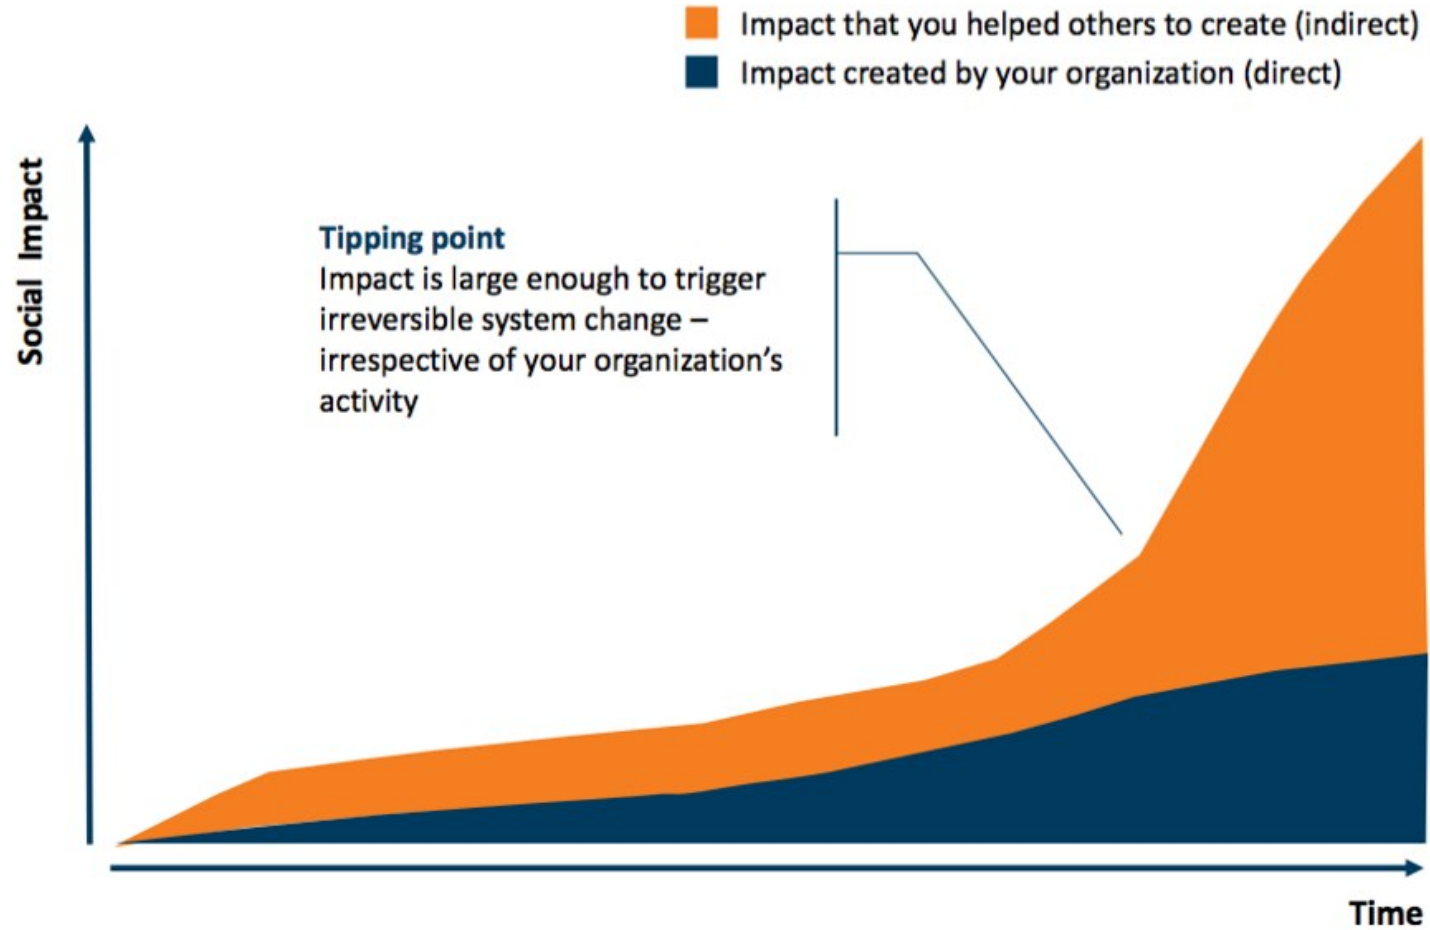 Impact that you helped others to create (indirect)
Impact created by your organization (direct)
Social Impact
Tipping point
Impact is large enough to trigger
irreversible system change –
irrespective of your organization’s
activity
Time